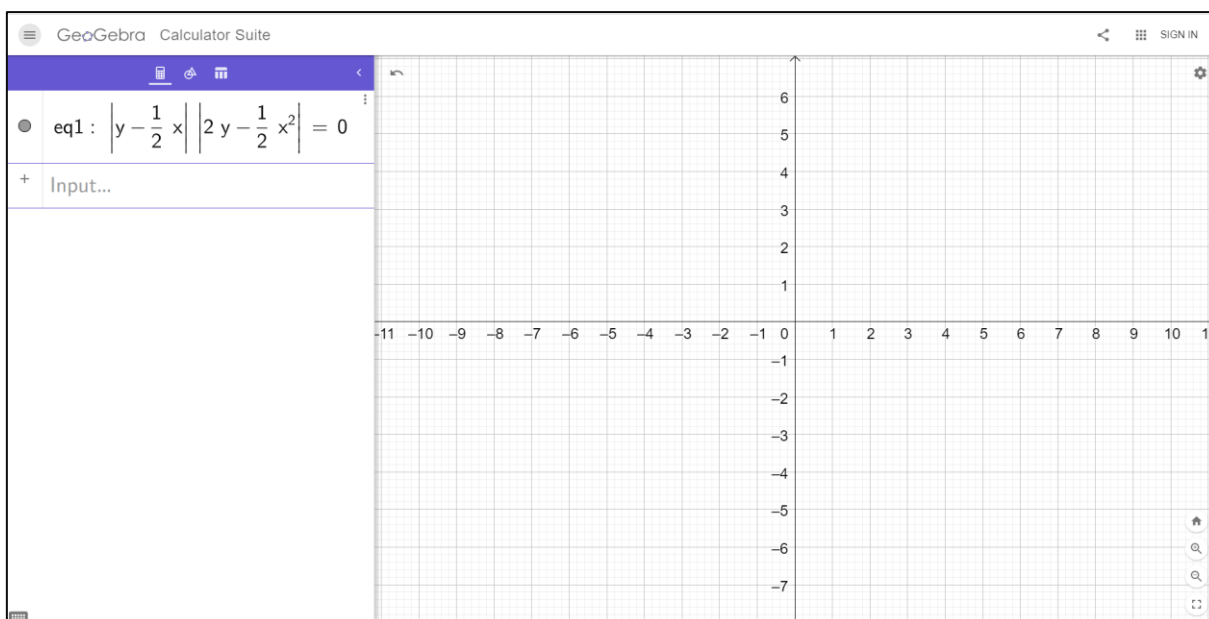 GeoGebra Calculator Suite
SIGN IN
eq1 : |y − 1/2 x| |2 y − 1/2 x²| = 0
+ Input...
6
5
4
3
2
1
-11 –10 –9 –8 –7 –6 –5 –4 –3 –2 –1 0 1 2 3 4 5 6 7 8 9 10 1
–1
–2
–3
–4
–5
–6
–7